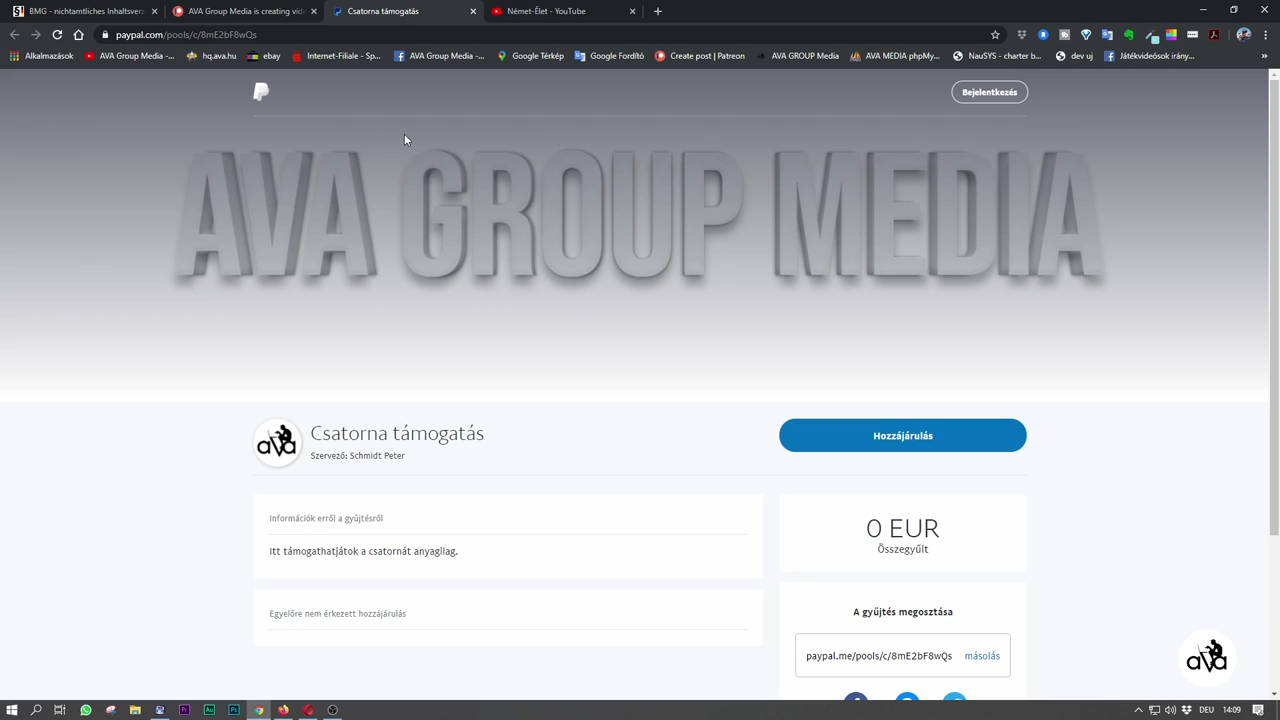 BMG - nichtamtliches Inhaltsverz
AVA Group Media is creating vid
Csatorna támogatás
Német-Élet - YouTube
paypal.com/pools/c/8mE2bF8wQs
Alkalmazások
AVA Group Media -...
hq.ava.hu
ebay
Internet-Filiale - Sp...
AVA Group Media -...
Google Térkép
Google Fordító
Create post | Patreon
AVA GROUP Media
AVA MEDIA phpMy...
NauSYS - charter b...
dev uj
Játékvideósok irány...
Bejelentkezés
AVA GROUP MEDIA
ava
Csatorna támogatás
Szervező: Schmidt Peter
Hozzájárulás
Információk erről a gyűjtésről
Itt támogathatjátok a csatornát anyagilag.
0 EUR
Összegyűlt
Egyelőre nem érkezett hozzájárulás
A gyűjtés megosztása
paypal.me/pools/c/8mE2bF8wQs másolás
ava
DEU
14:09